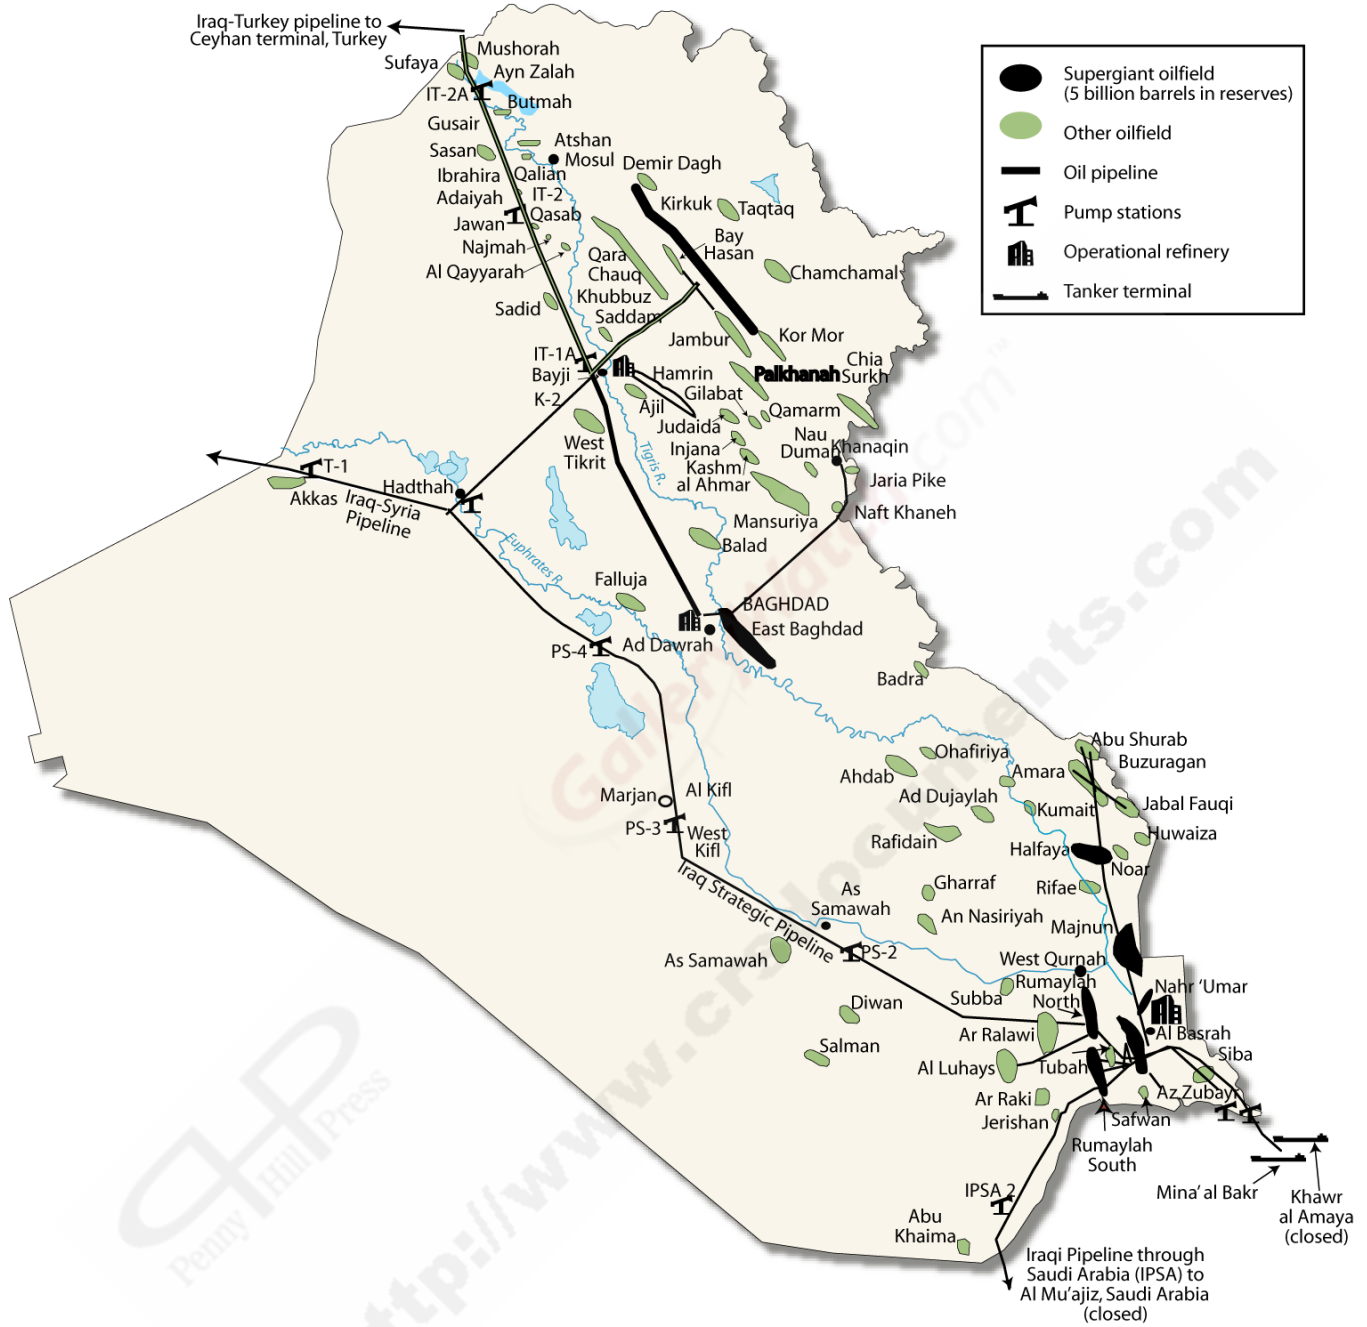 Iraq-Turkey pipeline to
Ceyhan terminal, Turkey
Mushorah
Sufaya
Ayn Zalah
IT-2A
Butmah
Gusair
Atshan
Sasan
Mosul
Ibrahira
Qalian
Demir Dagh
Adaiyah
IT-2
Kirkuk
Taqtaq
Jawan
Qasab
Najmah
Bay
Hasan
Al Qayyarah
Qara
Chauq
Chamchamal
Khubbuz
Sadid
Saddam
Jambur
Kor Mor
IT-1A
Bayji
Hamrin
Palkhanah
Chia
Surkh
K-2
Ajil
Gilabat
Qamarm
Judaida
West
Tikrit
Injana
Nau
Dumah
Khanaqin
Kashm
al Ahmar
Tigris R.
T-1
Hadthah
Jaria Pike
Akkas
Iraq-Syria
Pipeline
Mansuriya
Naft Khaneh
Balad
Euphrates R.
Falluja
BAGHDAD
East Baghdad
PS-4
Ad Dawrah
Badra
Abu Shurab
Ohafiriya
Buzuragan
Ahdab
Amara
Marjan
Al Kifl
Ad Dujaylah
Kumait
Jabal Fauqi
PS-3
West
Kifl
Rafidain
Huwaiza
Halfaya
Noar
Iraq Strategic Pipeline
As
Samawah
Gharraf
Rifae
An Nasiriyah
Majnun
As Samawah
PS-2
West Qurnah
Subba
Rumaylah
North
Nahr ‘Umar
Diwan
Ar Ralawi
Al Basrah
Salman
Al Luhays
Tubah
Siba
Ar Raki
Az Zubayr
Jerishan
Safwan
Rumaylah
South
IPSA 2
Mina’ al Bakr
Khawr
al Amaya
(closed)
Abu
Khaima
Iraqi Pipeline through
Saudi Arabia (IPSA) to
Al Mu’ajiz, Saudi Arabia
(closed)
Supergiant oilfield
(5 billion barrels in reserves)
Other oilfield
Oil pipeline
Pump stations
Operational refinery
Tanker terminal
GalleryWatch.com™
Penny Hill Press
http://www.crsdocuments.com